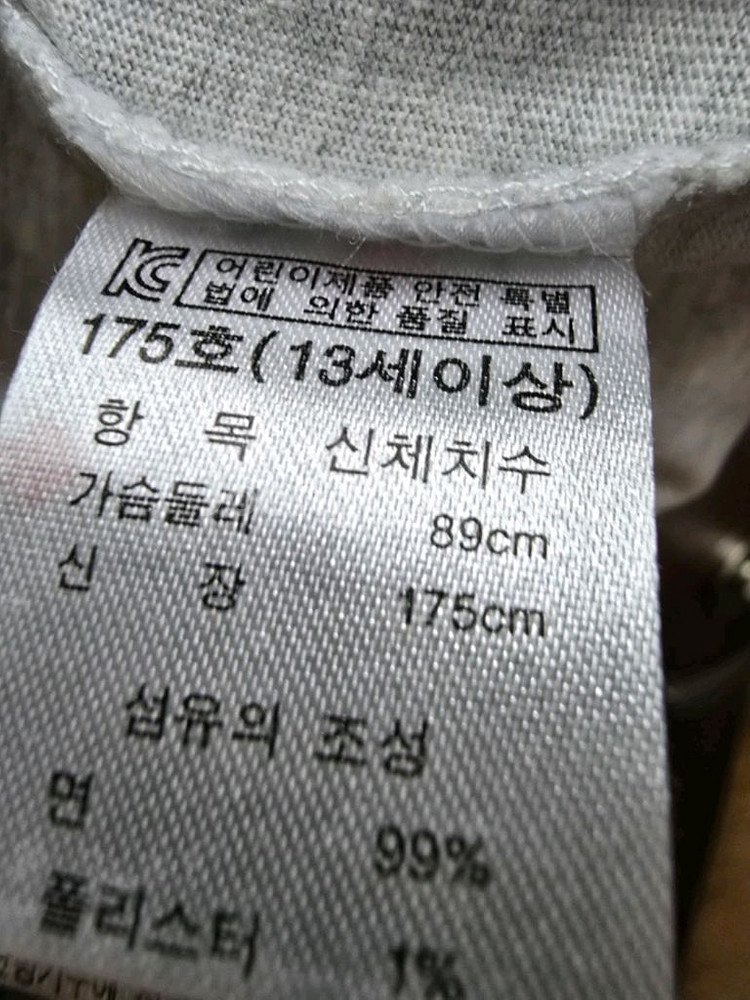 KC 어린이제품 안전 특별
법에 의한 품질 표시
175호(13세이상)
항 목 신체치수
가슴둘레 89cm
신 장 175cm
섬유의 조성
면 99%
폴리스터 1%